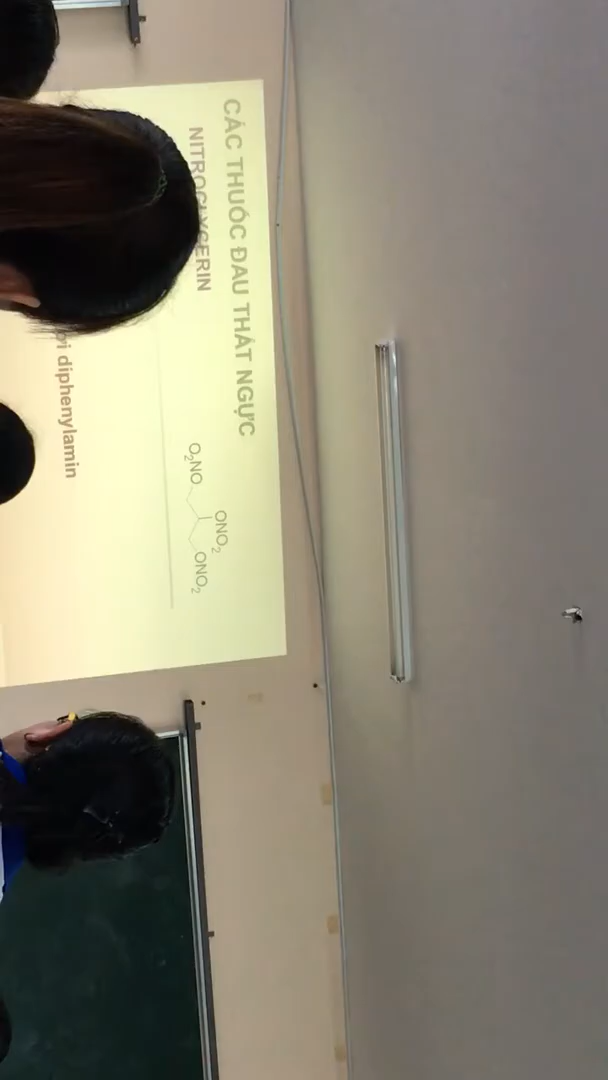 CÁC THUỐC ĐAU THẮT NGỰC
NITROGLYCERIN
ONO2
O2NO
ONO2
diphenylamin